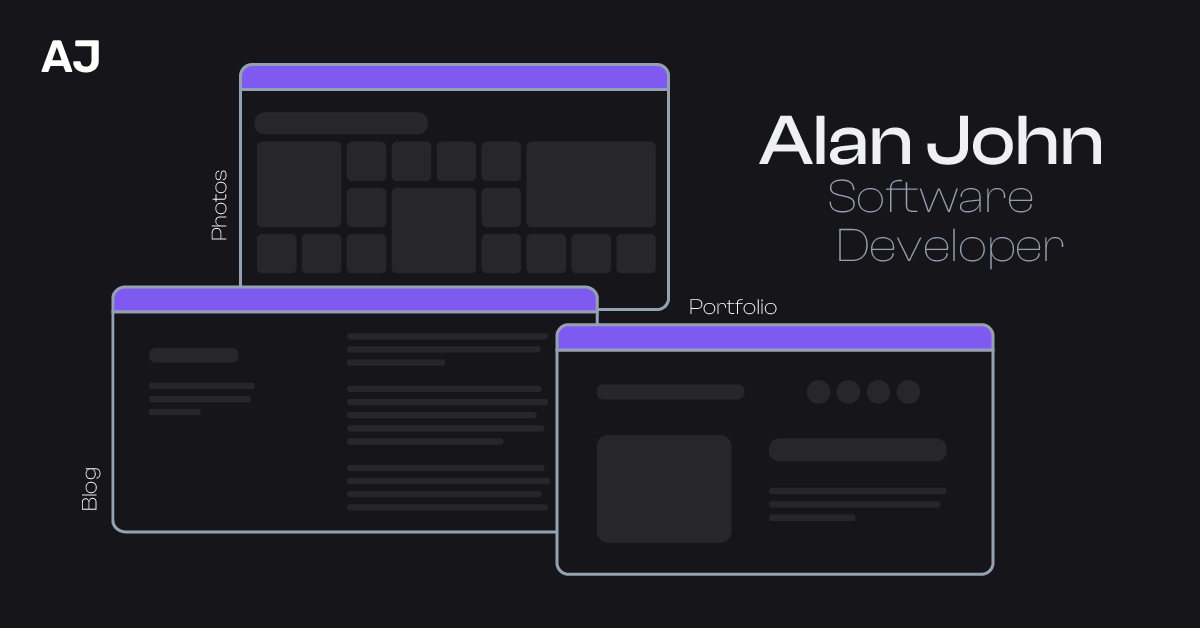 AJ
Alan John
Software
Developer
Photos
Portfolio
Blog